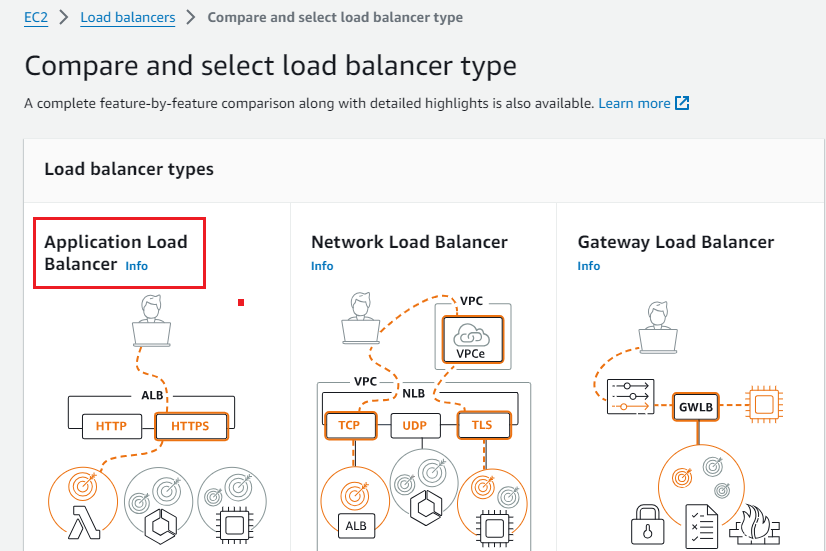 EC2 > Load balancers > Compare and select load balancer type
Compare and select load balancer type
A complete feature-by-feature comparison along with detailed highlights is also available. Learn more
Load balancer types
Application Load
Balancer Info
Network Load Balancer
Info
Gateway Load Balancer
Info
ALB
HTTP
HTTPS
VPC
VPCe
VPC
NLB
TCP
UDP
TLS
ALB
GWLB